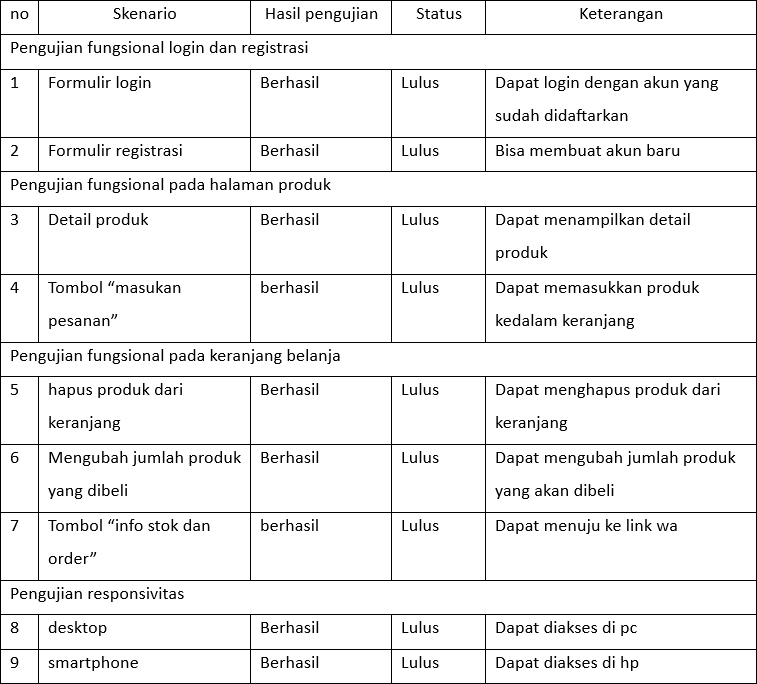 no Skenario Hasil pengujian Status Keterangan
Pengujian fungsional login dan registrasi
1 Formulir login Berhasil Lulus Dapat login dengan akun yang
sudah didaftarkan
2 Formulir registrasi Berhasil Lulus Bisa membuat akun baru
Pengujian fungsional pada halaman produk
3 Detail produk Berhasil Lulus Dapat menampilkan detail
produk
4 Tombol “masukan berhasil Lulus Dapat memasukkan produk
pesanan” kedalam keranjang
Pengujian fungsional pada keranjang belanja
5 hapus produk dari Berhasil Lulus Dapat menghapus produk dari
keranjang keranjang
6 Mengubah jumlah produk Berhasil Lulus Dapat mengubah jumlah produk
yang dibeli yang akan dibeli
7 Tombol “info stok dan berhasil Lulus Dapat menuju ke link wa
order”
Pengujian responsivitas
8 desktop Berhasil Lulus Dapat diakses di pc
9 smartphone Berhasil Lulus Dapat diakses di hp